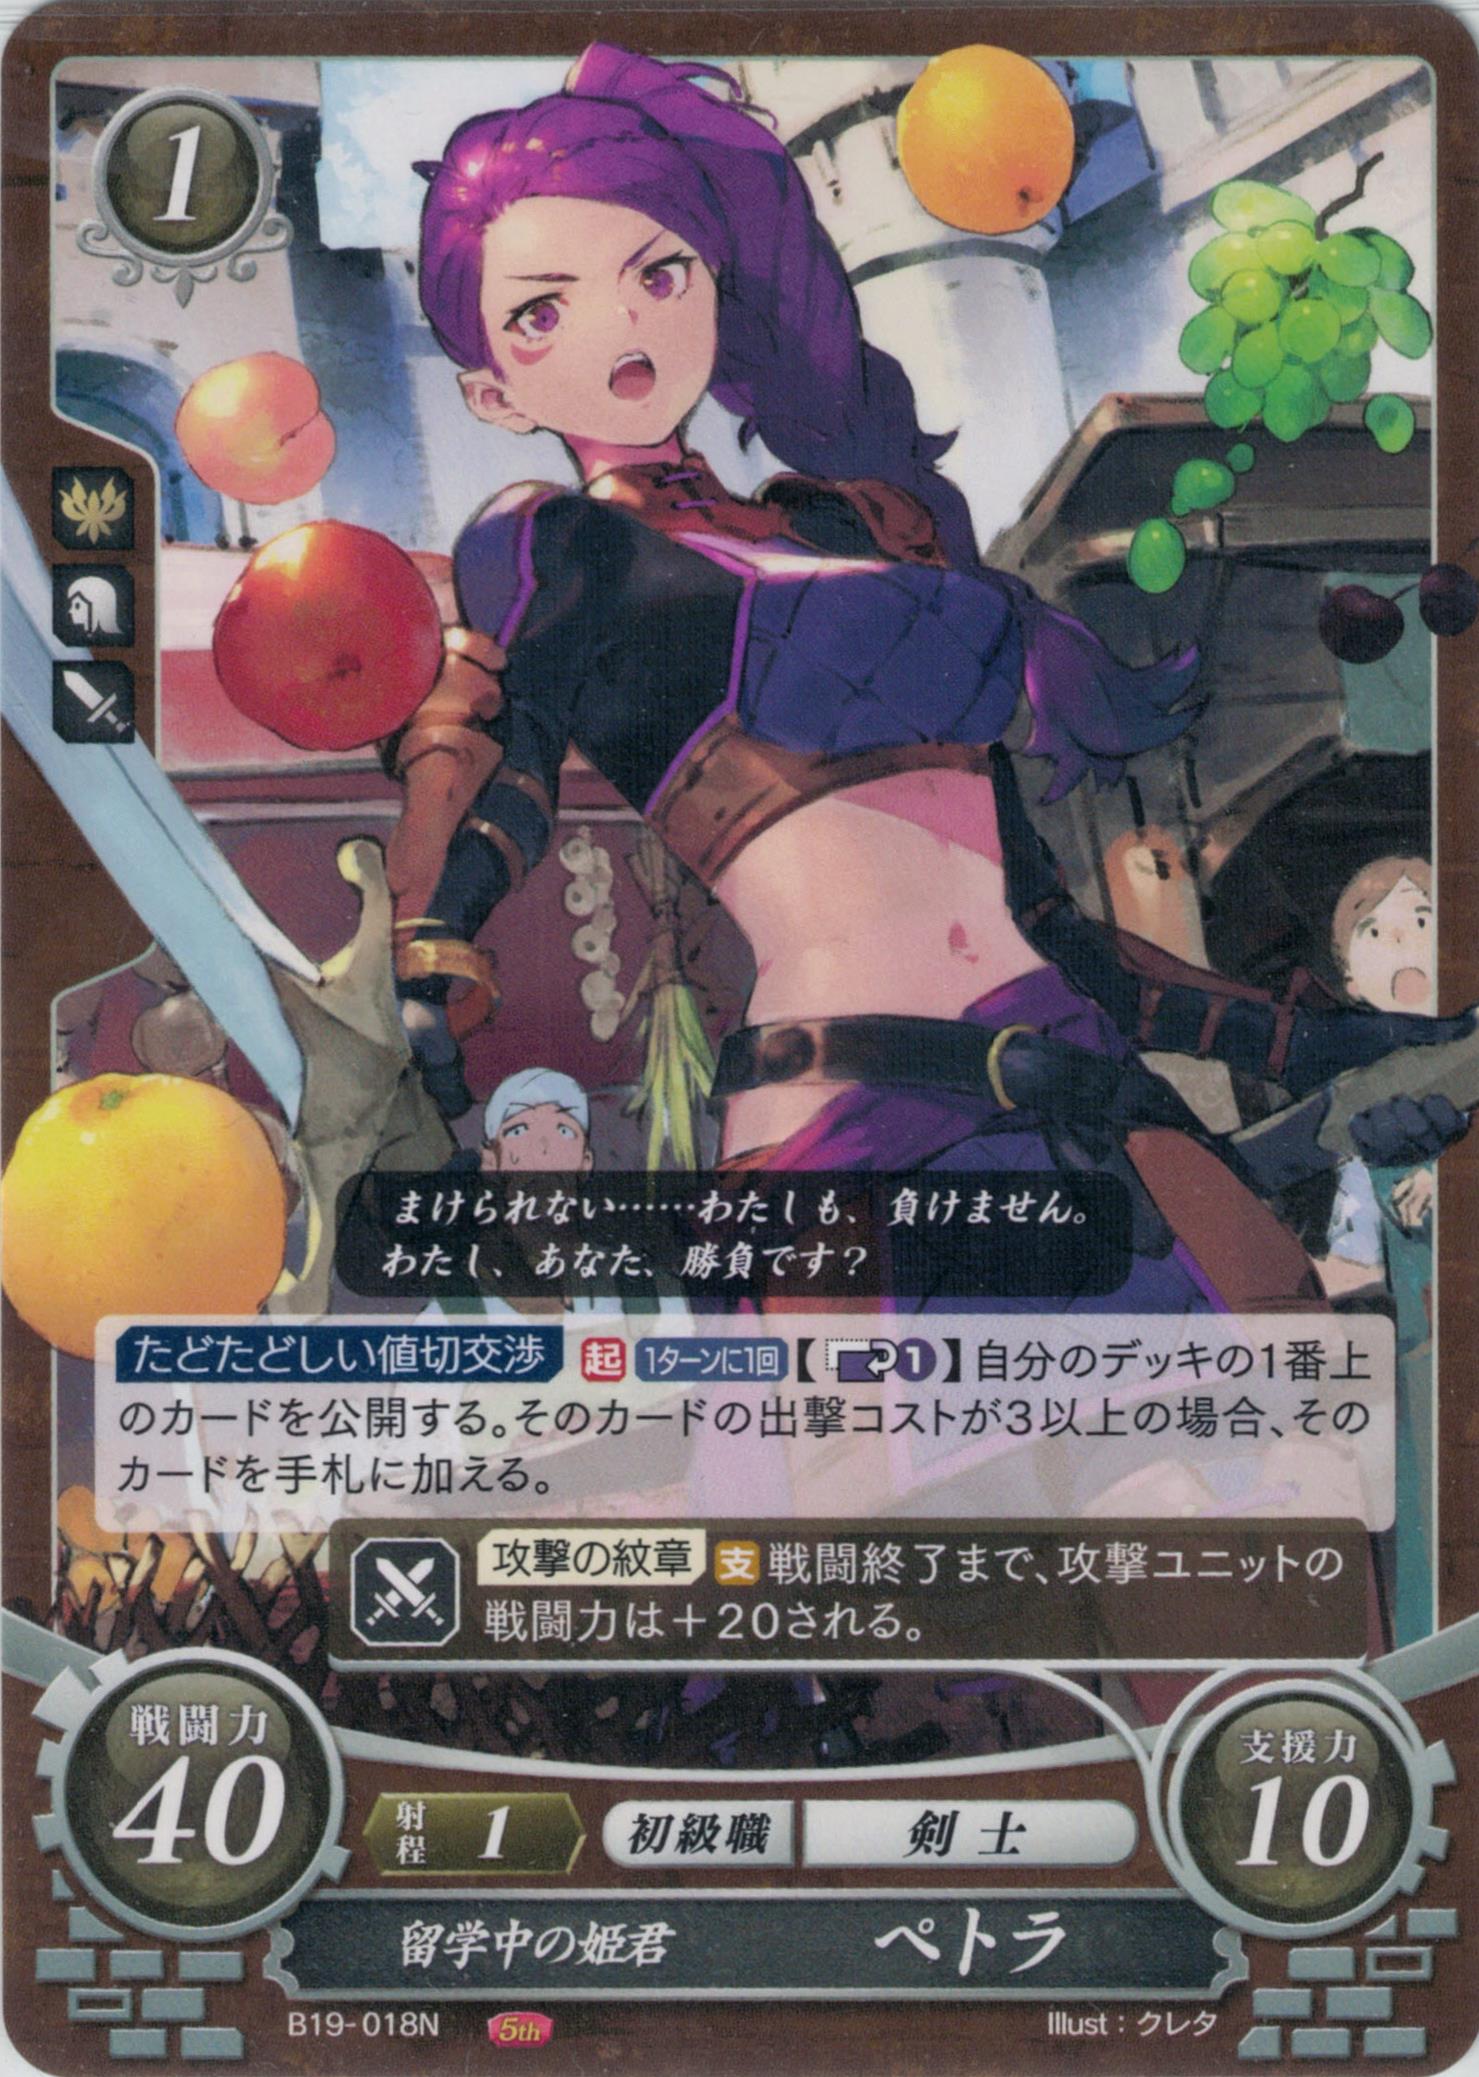 1
まけられない……わたしも、負けません。
わたし、あなた、勝負です?
たどたどしい値切交渉 起 1ターンに1回 【1】自分のデッキの1番上
のカードを公開する。そのカードの出撃コストが3以上の場合、その
カードを手札に加える。
攻撃の紋章 支 戦闘終了まで、攻撃ユニットの
戦闘力は+20される。
戦闘力
40
射程 1
初級職 剣士
支援力
10
留学中の姫君 ペトラ
B19-018N 5th Illust:クレタ